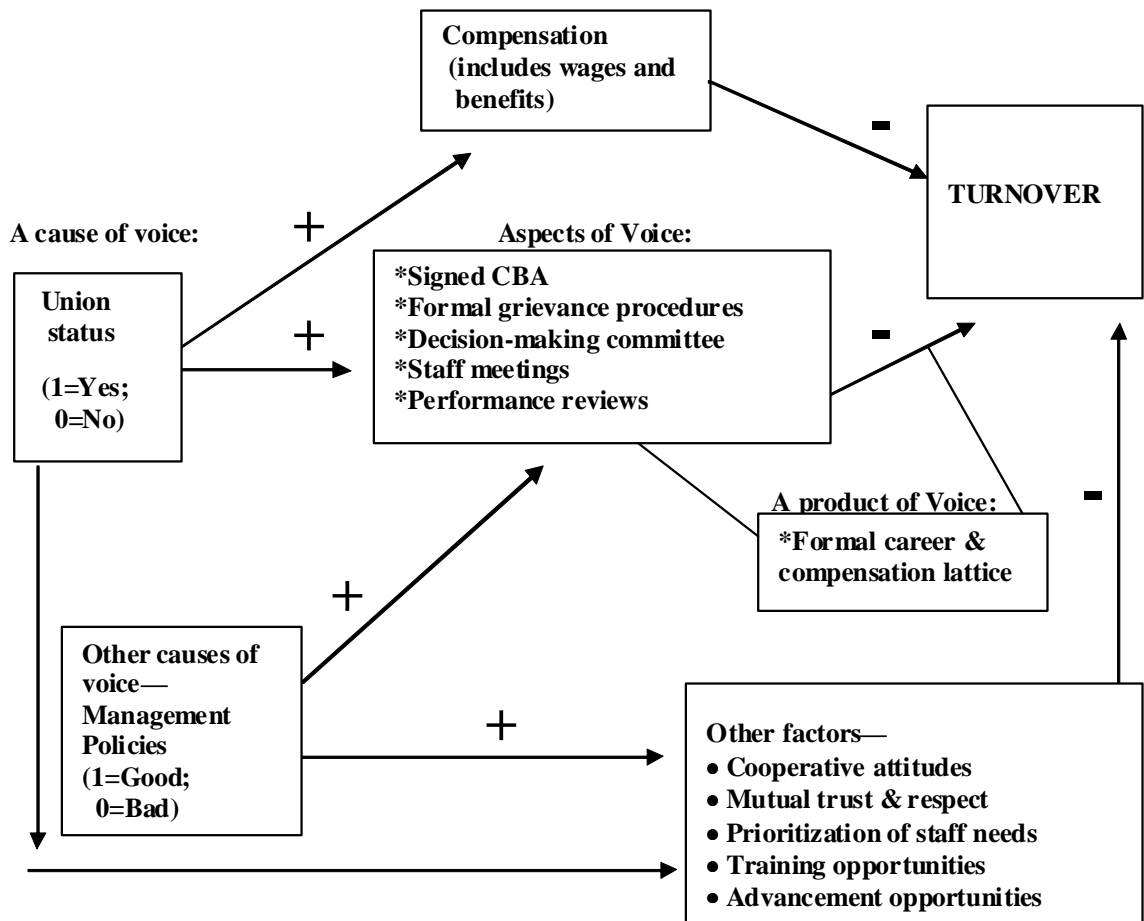 Compensation
(includes wages and
benefits)
-
TURNOVER
A cause of voice:
+
Aspects of Voice:
Union
status
(1=Yes;
0=No)
+
*Signed CBA
*Formal grievance procedures
*Decision-making committee
*Staff meetings
*Performance reviews
-
A product of Voice:
*Formal career &
compensation lattice
-
+
Other causes of
voice—
Management
Policies
(1=Good;
0=Bad)
+
Other factors—
• Cooperative attitudes
• Mutual trust & respect
• Prioritization of staff needs
• Training opportunities
• Advancement opportunities